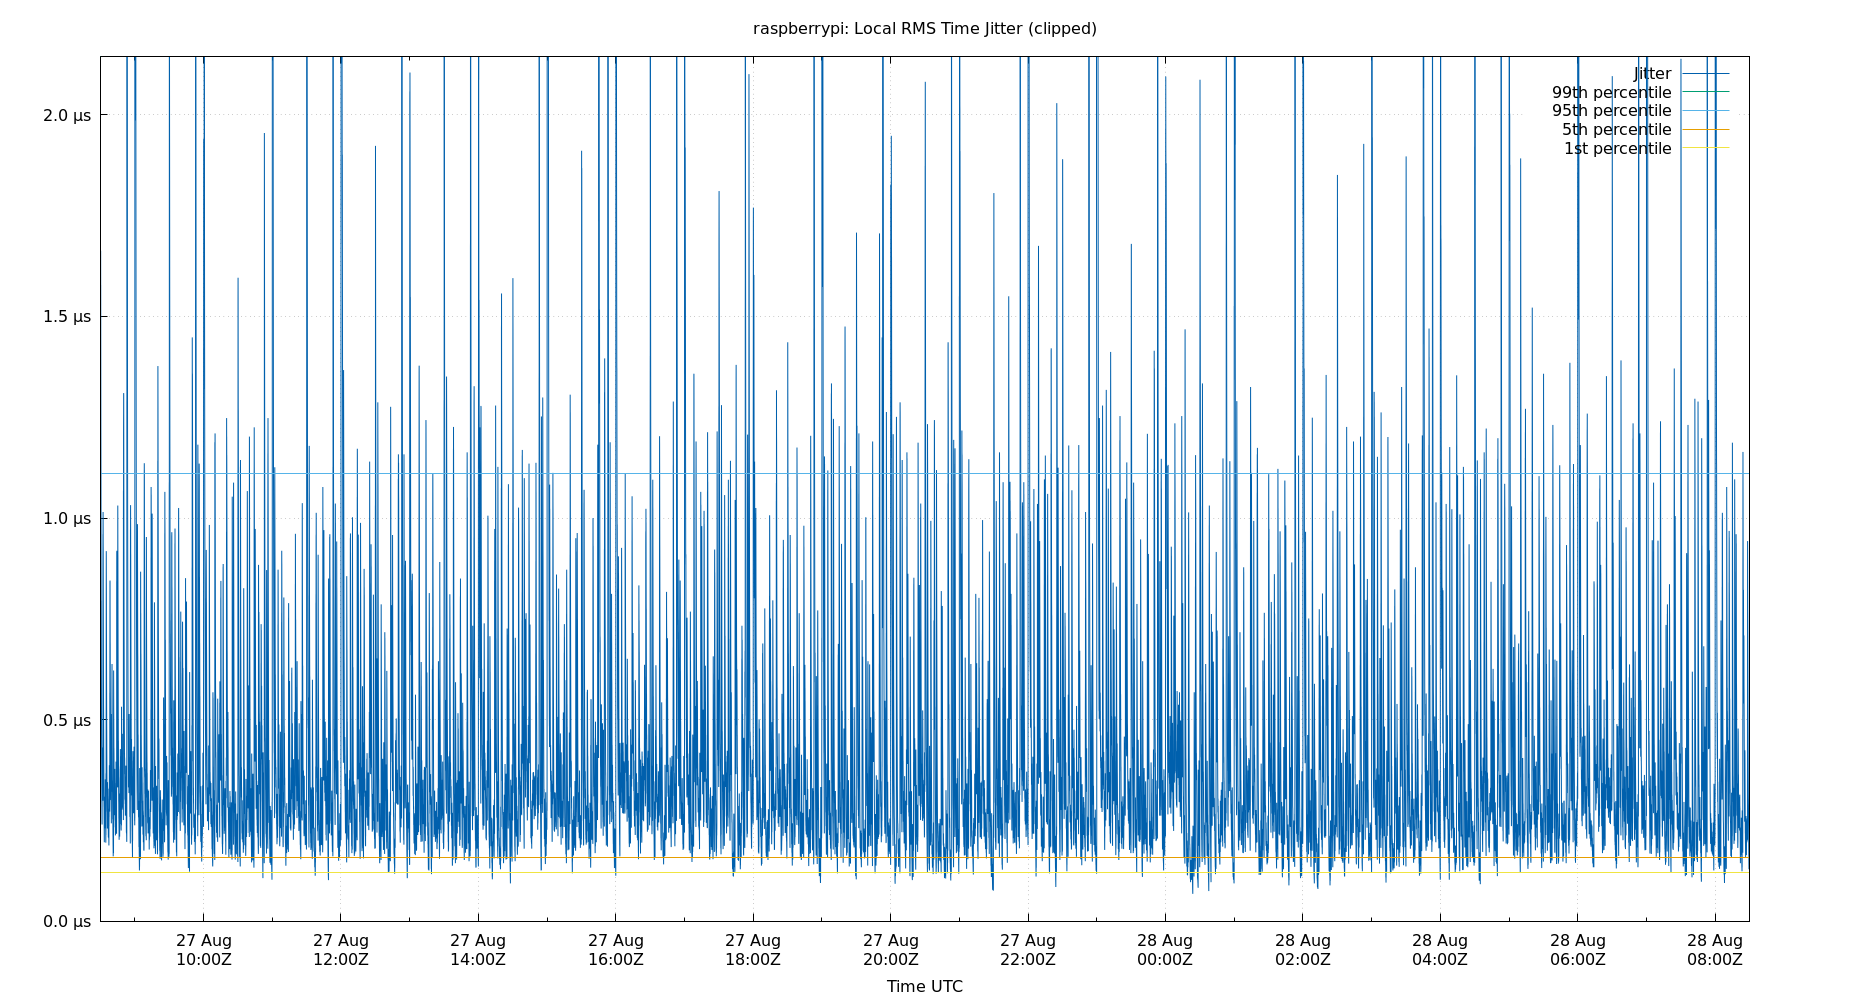 raspberrypi: Local RMS Time Jitter (clipped)
Jitter
99th percentile
95th percentile
5th percentile
1st percentile
2.0 µs
1.5 µs
1.0 µs
0.5 µs
0.0 µs
27 Aug 27 Aug 27 Aug 27 Aug 27 Aug 27 Aug 27 Aug 28 Aug 28 Aug 28 Aug 28 Aug 28 Aug
10:00Z 12:00Z 14:00Z 16:00Z 18:00Z 20:00Z 22:00Z 00:00Z 02:00Z 04:00Z 06:00Z 08:00Z
Time UTC